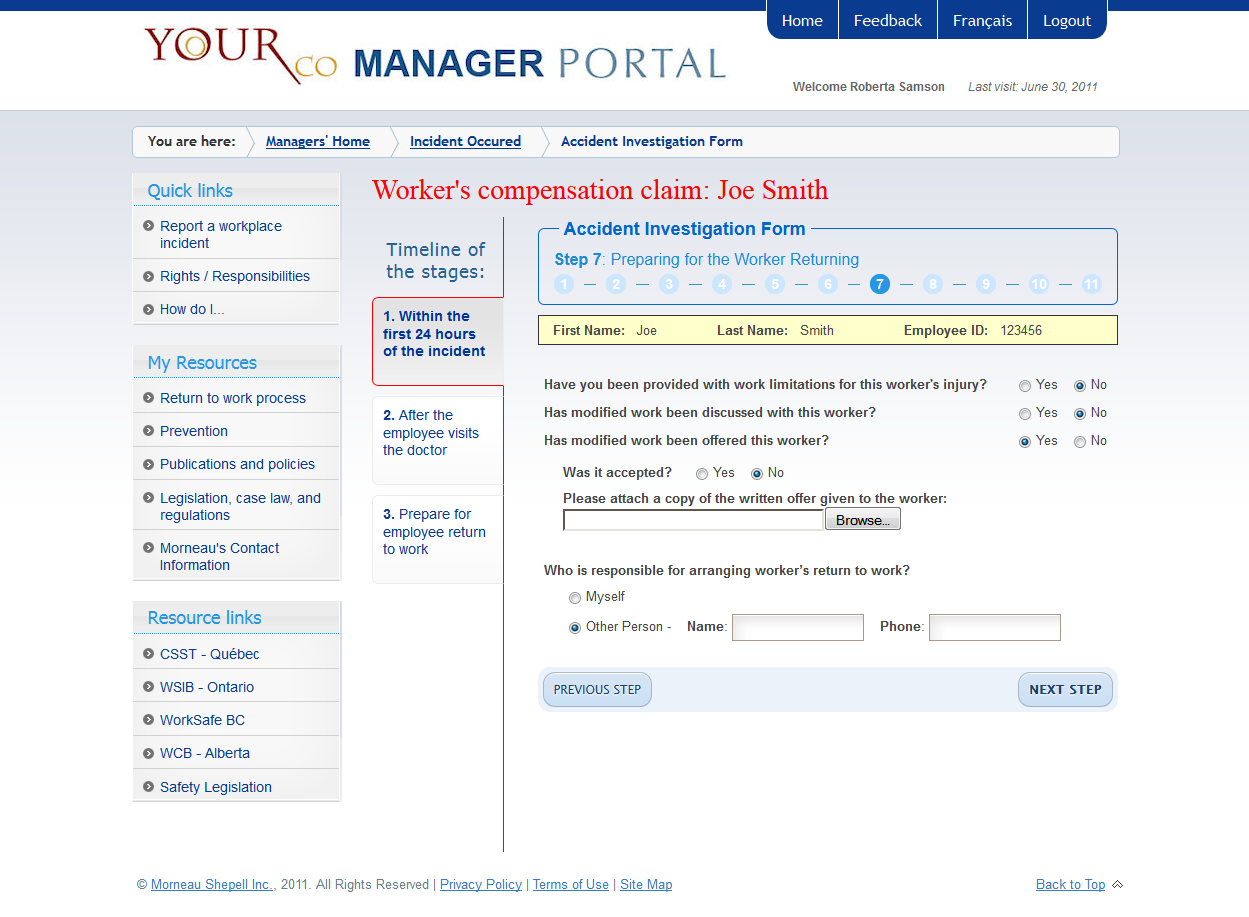 Home Feedback Français Logout
YOUR CO MANAGER PORTAL
Welcome Roberta Samson Last visit: June 30, 2011
You are here: Managers' Home Incident Occured Accident Investigation Form
Quick links
Report a workplace
incident
Rights / Responsibilities
How do I...
My Resources
Return to work process
Prevention
Publications and policies
Legislation, case law, and
regulations
Morneau's Contact
Information
Resource links
CSST - Québec
WSIB - Ontario
WorkSafe BC
WCB - Alberta
Safety Legislation
Worker's compensation claim: Joe Smith
Timeline of
the stages:
1. Within the
first 24 hours
of the incident
2. After the
employee visits
the doctor
3. Prepare for
employee return
to work
Accident Investigation Form
Step 7: Preparing for the Worker Returning
1 – 2 – 3 – 4 – 5 – 6 – 7 – 8 – 9 – 10 – 11
First Name: Joe Last Name: Smith Employee ID: 123456
Have you been provided with work limitations for this worker's injury? Yes No
Has modified work been discussed with this worker? Yes No
Has modified work been offered this worker? Yes No
Was it accepted? Yes No
Please attach a copy of the written offer given to the worker:
Browse...
Who is responsible for arranging worker’s return to work?
Myself
Other Person - Name: Phone:
PREVIOUS STEP NEXT STEP
© Morneau Shepell Inc., 2011. All Rights Reserved | Privacy Policy | Terms of Use | Site Map Back to Top